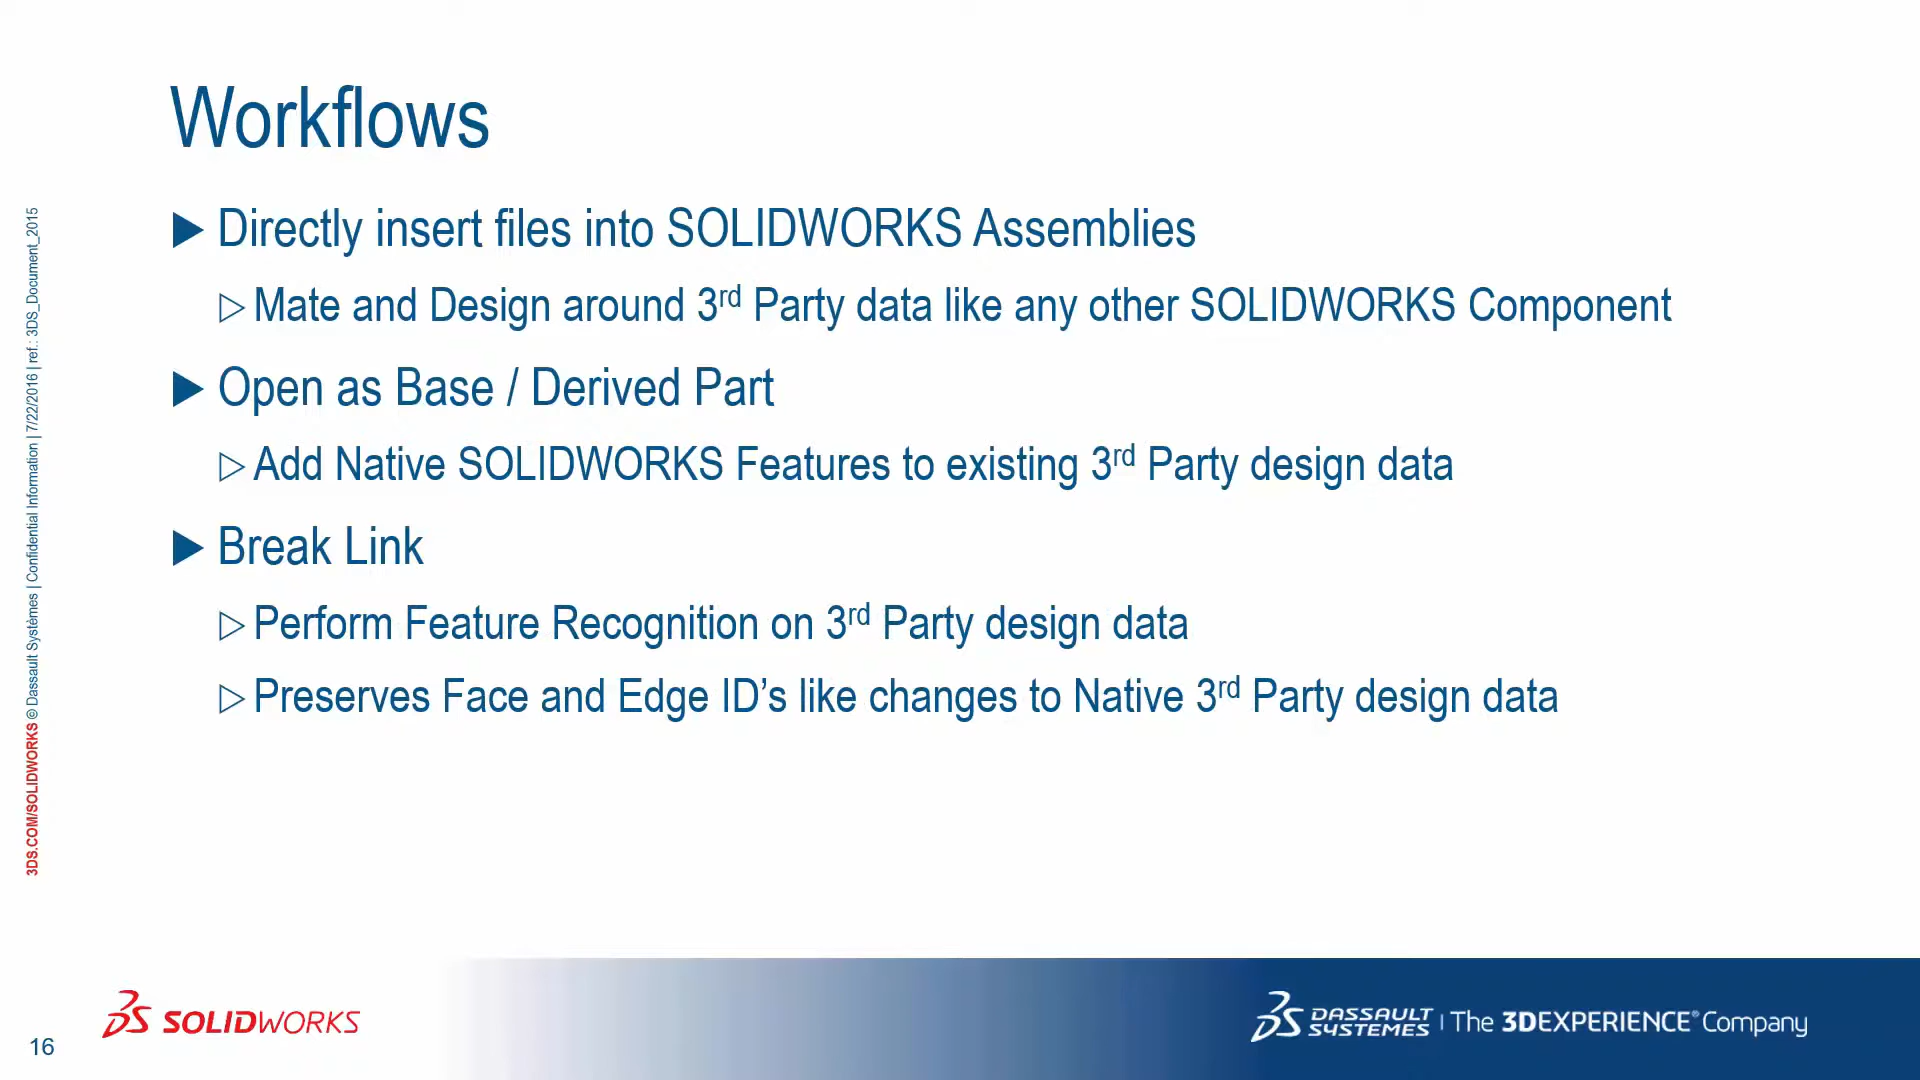 Workflows
Directly insert files into SOLIDWORKS Assemblies
Mate and Design around 3rd Party data like any other SOLIDWORKS Component
Open as Base / Derived Part
Add Native SOLIDWORKS Features to existing 3rd Party design data
Break Link
Perform Feature Recognition on 3rd Party design data
Preserves Face and Edge ID’s like changes to Native 3rd Party design data
3DS.COM/SOLIDWORKS © Dassault Systèmes | Confidential Information | 7/22/2016 | ref.: 3DS_Document_2015
16
SOLIDWORKS
DASSAULT SYSTEMES | The 3DEXPERIENCE® Company